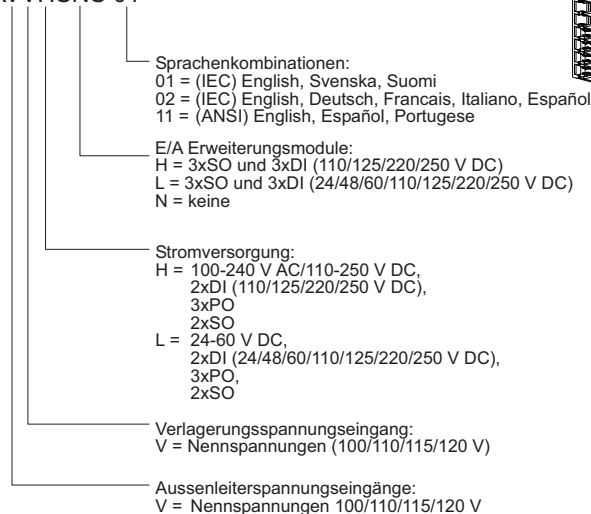 Sprachenkombinationen:
01 = (IEC) English, Svenska, Suomi
02 = (IEC) English, Deutsch, Francais, Italiano, Español
11 = (ANSI) English, Español, Portugese
E/A Erweiterungsmodule:
H = 3xSO und 3xDI (110/125/220/250 V DC)
L = 3xSO und 3xDI (24/48/60/110/125/220/250 V DC)
N = keine
Stromversorgung:
H = 100-240 V AC/110-250 V DC,
2xDI (110/125/220/250 V DC),
3xPO
2xSO
L = 24-60 V DC,
2xDI (24/48/60/110/125/220/250 V DC),
3xPO,
2xSO
Verlagerungsspannungseingang:
V = Nennspannungen (100/110/115/120 V)
Aussenleiterspannungseingänge:
V = Nennspannungen 100/110/115/120 V